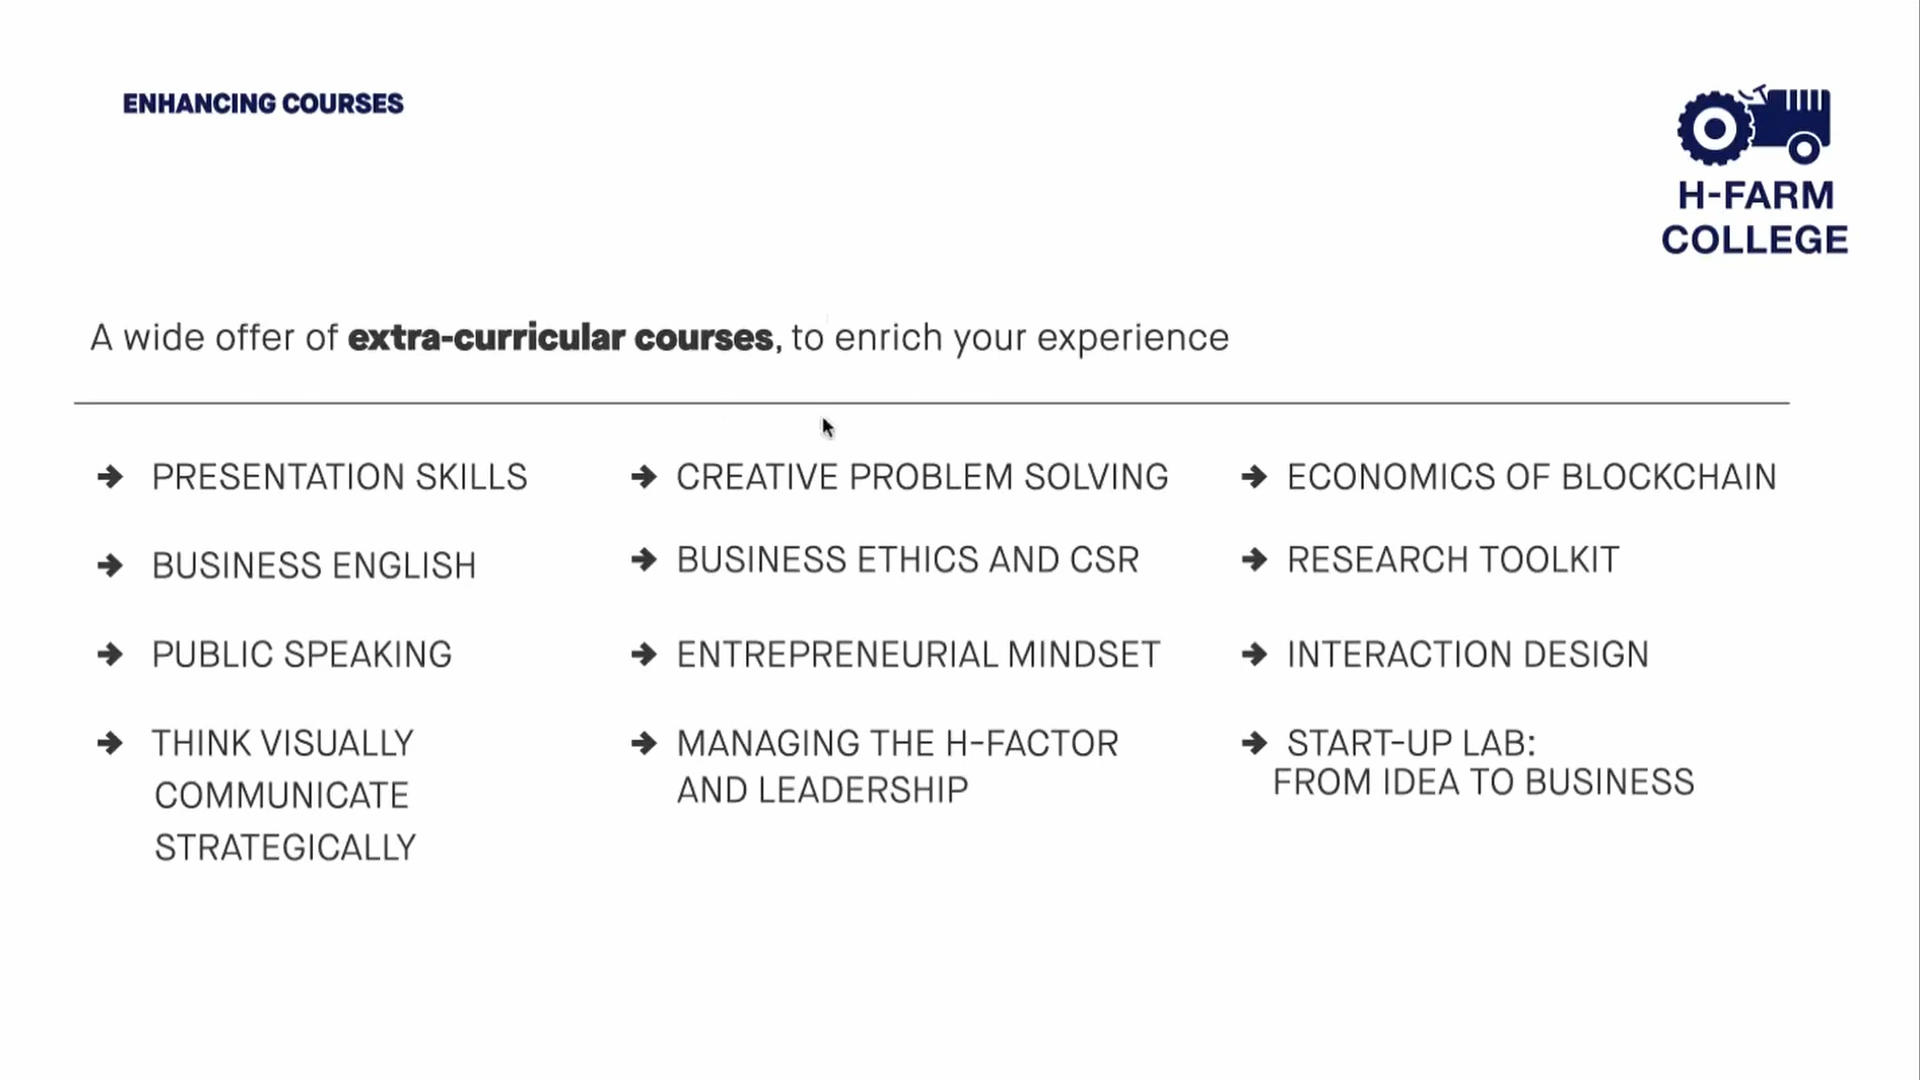 ENHANCING COURSES
H-FARM
COLLEGE
A wide offer of extra-curricular courses, to enrich your experience
PRESENTATION SKILLS
BUSINESS ENGLISH
PUBLIC SPEAKING
THINK VISUALLY
COMMUNICATE
STRATEGICALLY
CREATIVE PROBLEM SOLVING
BUSINESS ETHICS AND CSR
ENTREPRENEURIAL MINDSET
MANAGING THE H-FACTOR
AND LEADERSHIP
ECONOMICS OF BLOCKCHAIN
RESEARCH TOOLKIT
INTERACTION DESIGN
START-UP LAB:
FROM IDEA TO BUSINESS